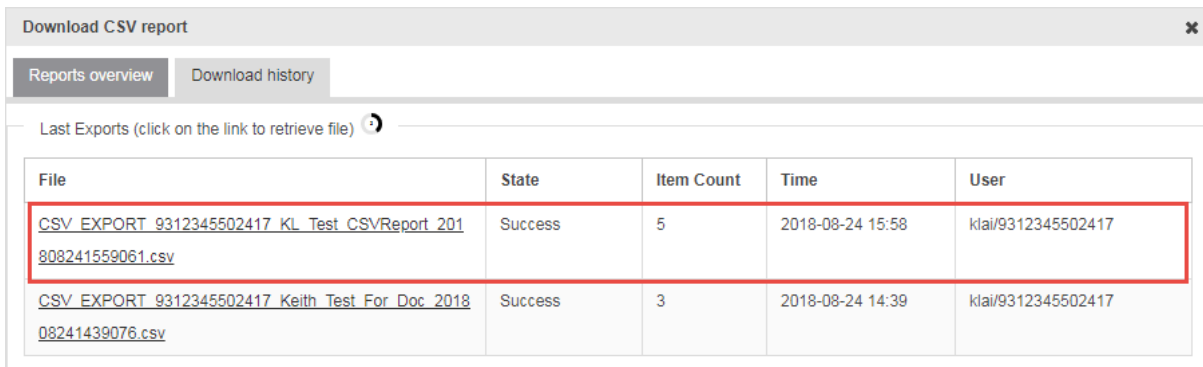 Download CSV report
Reports overview Download history
Last Exports (click on the link to retrieve file)
File State Item Count Time User
CSV_EXPORT_9312345502417_KL_Test_CSVReport_201 Success 5 2018-08-24 15:58 klai/9312345502417
808241559061.csv
CSV_EXPORT_9312345502417_Keith_Test_For_Doc_2018 Success 3 2018-08-24 14:39 klai/9312345502417
08241439076.csv